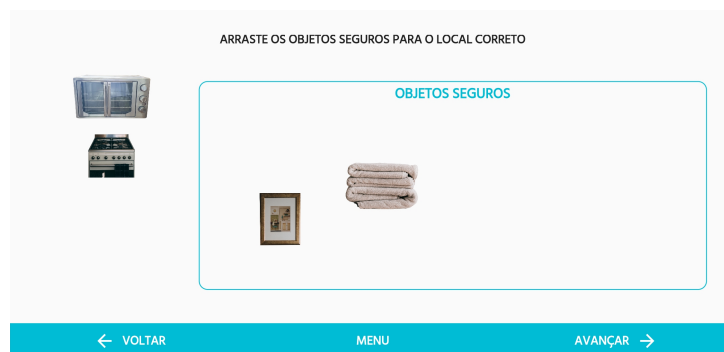 ARRASTE OS OBJETOS SEGUROS PARA O LOCAL CORRETO
OBJETOS SEGUROS
VOLTAR
MENU
AVANÇAR